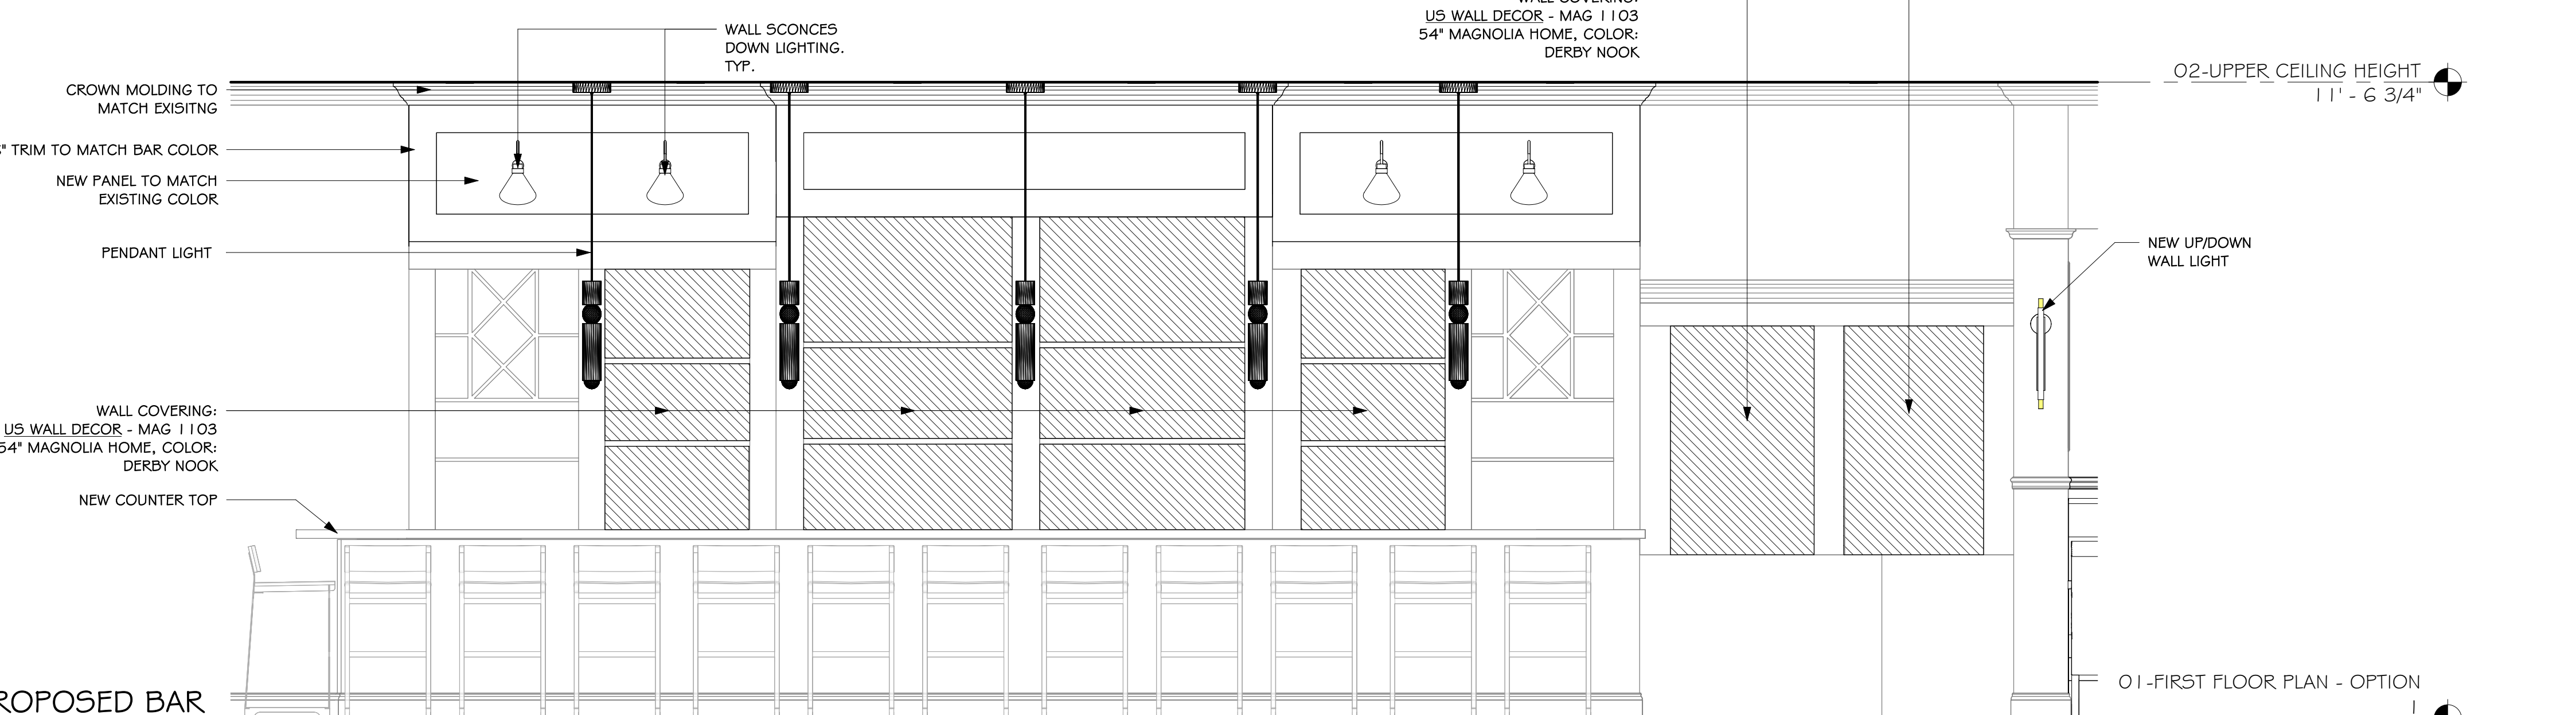 WALL SCONCES
DOWN LIGHTING.
TYP.
WALL COVERING:
US WALL DECOR - MAG 1103
54" MAGNOLIA HOME, COLOR:
DERBY NOOK
02-UPPER CEILING HEIGHT
11' - 6 3/4"
CROWN MOLDING TO
MATCH EXISITNG
TRIM TO MATCH BAR COLOR
NEW PANEL TO MATCH
EXISTING COLOR
PENDANT LIGHT
NEW UP/DOWN
WALL LIGHT
WALL COVERING:
US WALL DECOR - MAG 1103
54" MAGNOLIA HOME, COLOR:
DERBY NOOK
NEW COUNTER TOP
ROPOSED BAR
01-FIRST FLOOR PLAN - OPTION
1